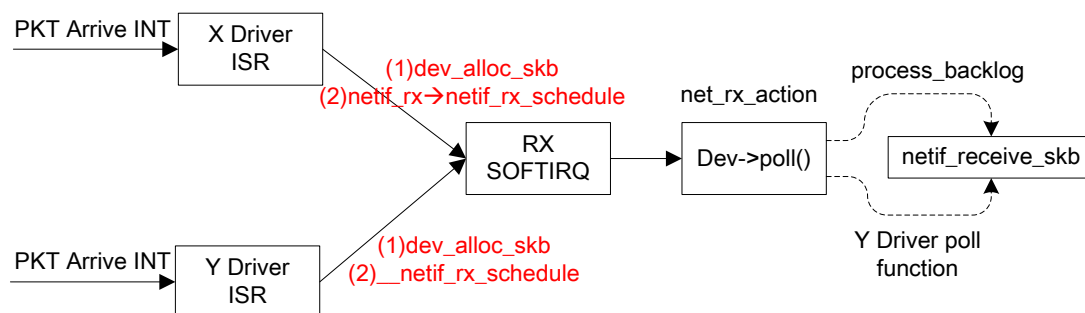 PKT Arrive INT
X Driver
ISR
(1)dev_alloc_skb
(2)netif_rx→netif_rx_schedule
RX
SOFTIRQ
net_rx_action
Dev->poll()
process_backlog
netif_receive_skb
Y Driver poll
function
PKT Arrive INT
Y Driver
ISR
(1)dev_alloc_skb
(2)__netif_rx_schedule